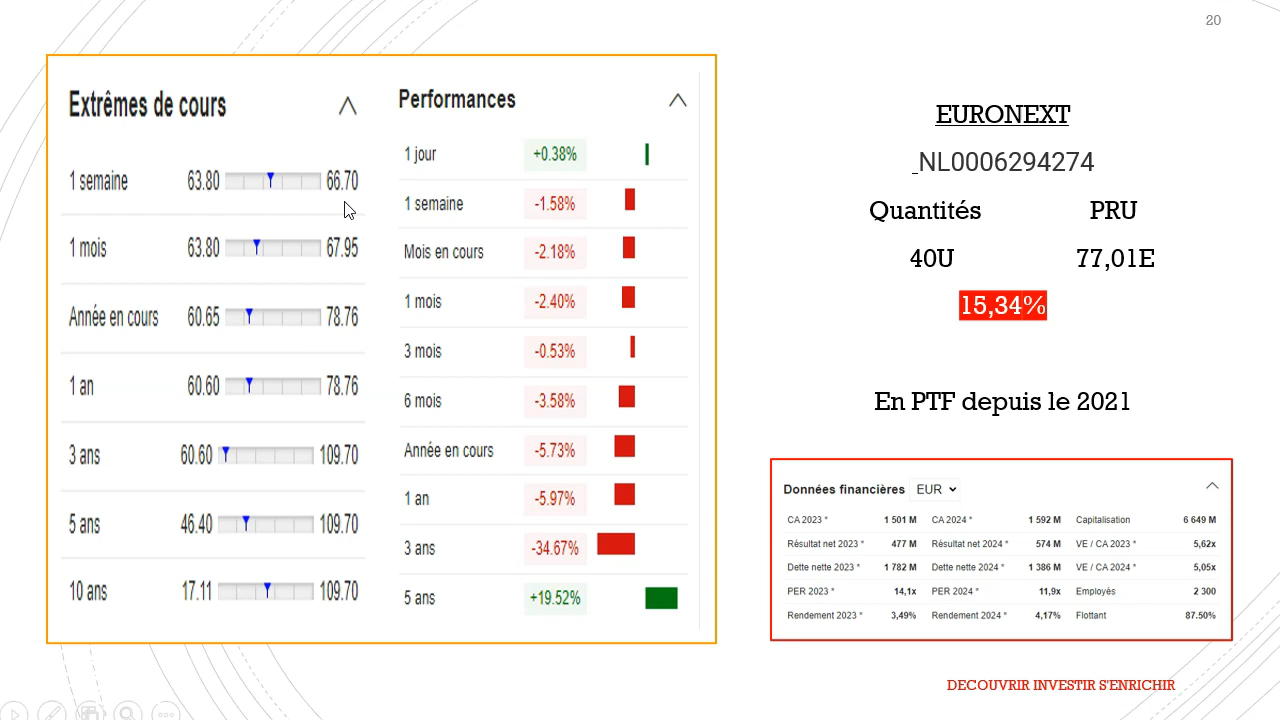 20
Extrêmes de cours
1 semaine 63.80 66.70
1 mois 63.80 67.95
Année en cours 60.65 78.76
1 an 60.60 78.76
3 ans 60.60 109.70
5 ans 46.40 109.70
10 ans 17.11 109.70
Performances
1 jour +0.38%
1 semaine -1.58%
Mois en cours -2.18%
1 mois -2.40%
3 mois -0.53%
6 mois -3.58%
Année en cours -5.73%
1 an -5.97%
3 ans -34.67%
5 ans +19.52%
EURONEXT
NL0006294274
Quantités PRU
40U 77,01E
15,34%
En PTF depuis le 2021
Données financières EUR
CA 2023 * 1 501 M CA 2024 * 1 592 M Capitalisation 6 649 M
Résultat net 2023 * 477 M Résultat net 2024 * 574 M VE / CA 2023 * 5,62x
Dette nette 2023 * 1 782 M Dette nette 2024 * 1 386 M VE / CA 2024 * 5,05x
PER 2023 * 14,1x PER 2024 * 11,9x Employés 2 300
Rendement 2023 * 3,49% Rendement 2024 * 4,17% Flottant 87.50%
DECOUVRIR INVESTIR S'ENRICHIR